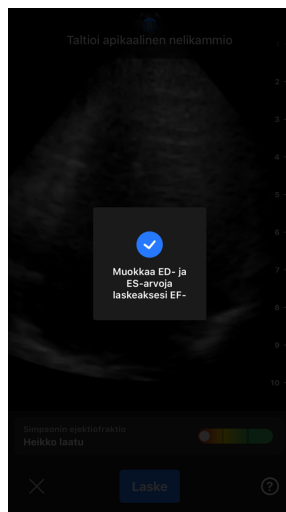 Taltioi apikaalinen nelikammio
2
3
4
5
6
7
8
9
10
Muokkaa ED- ja
ES-arvoja
laskeaksesi EF-
Simpsonin ejektiofraktio
Heikko laatu
Laske
?